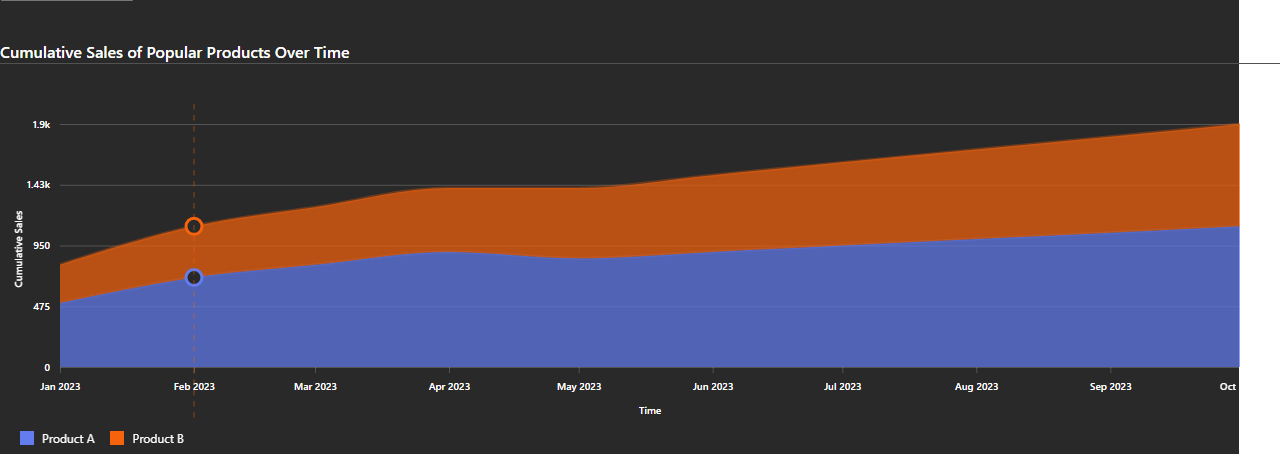 Cumulative Sales of Popular Products Over Time
1.9k
1.43k
950
475
0
Cumulative Sales
Jan 2023 Feb 2023 Mar 2023 Apr 2023 May 2023 Jun 2023 Jul 2023 Aug 2023 Sep 2023 Oct
Time
Product A Product B